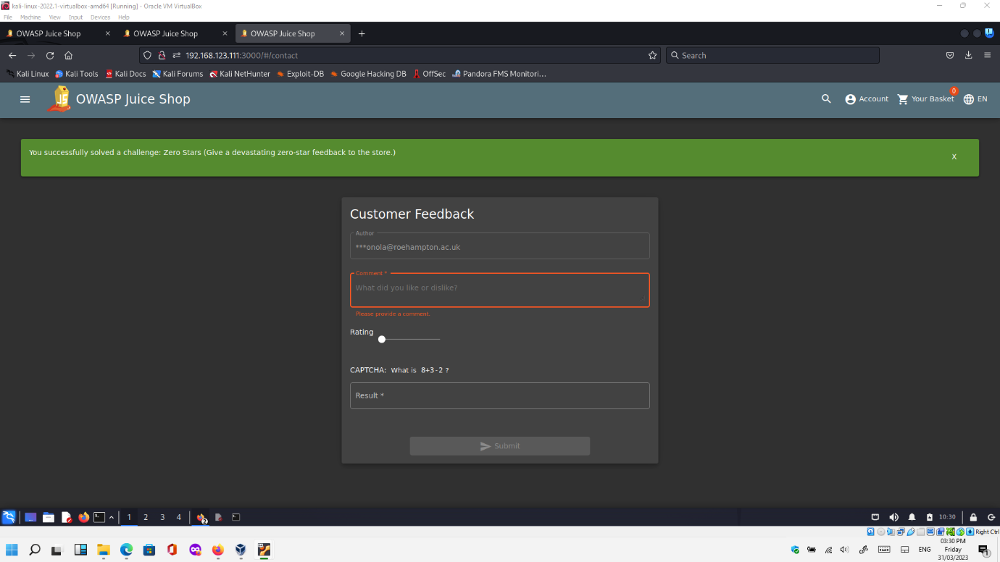 kali-linux-2022.1-virtualbox-amd64 [Running] - Oracle VM VirtualBox
File Machine View Input Devices Help
OWASP Juice Shop
OWASP Juice Shop
OWASP Juice Shop
192.168.123.111:3000/#/contact
Search
Kali Linux Kali Tools Kali Docs Kali Forums Kali NetHunter Exploit-DB Google Hacking DB OffSec Pandora FMS Monitori...
OWASP Juice Shop
Account
0
Your Basket
EN
You successfully solved a challenge: Zero Stars (Give a devastating zero-star feedback to the store.)
X
Customer Feedback
Author
***onola@roehampton.ac.uk
Comment *
What did you like or dislike?
Please provide a comment.
Rating
CAPTCHA: What is 8+3-2 ?
Result *
Submit
1 2 3 4
2
10:30
Right Ctrl
ENG
03:30 PM
Friday
31/03/2023
1